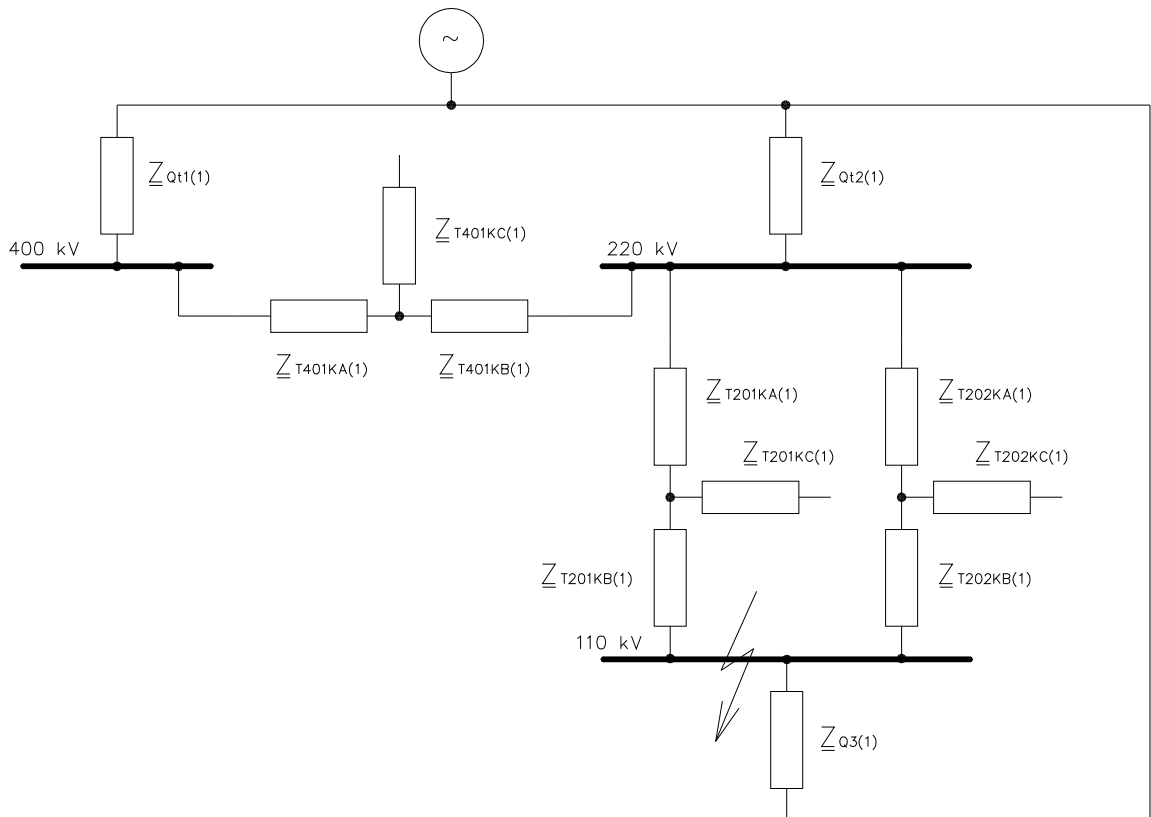 ~
Z Qt1(1)
Z Qt2(1)
Z T401KC(1)
400 kV
220 kV
Z T401KA(1)
Z T401KB(1)
Z T201KA(1)
Z T202KA(1)
Z T201KC(1)
Z T202KC(1)
Z T201KB(1)
Z T202KB(1)
110 kV
Z Q3(1)